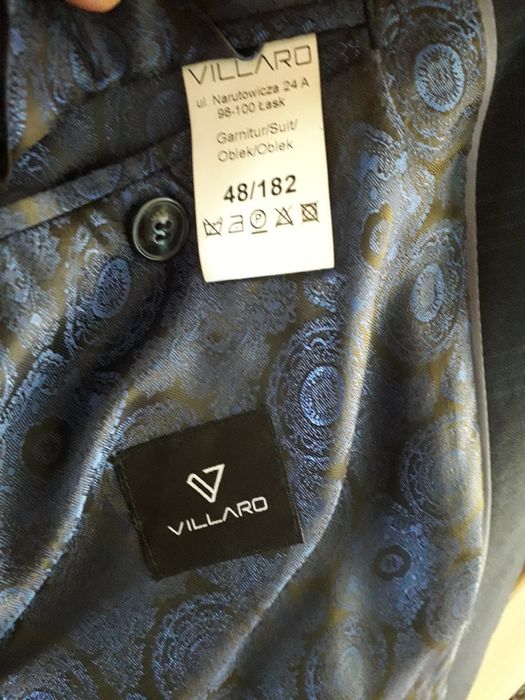 VILLARO
ul. Narutowicza 24 A
98-100 Łask
Garnitur/Suit/
Oblek/Oblek
48/182
P
VILLARO